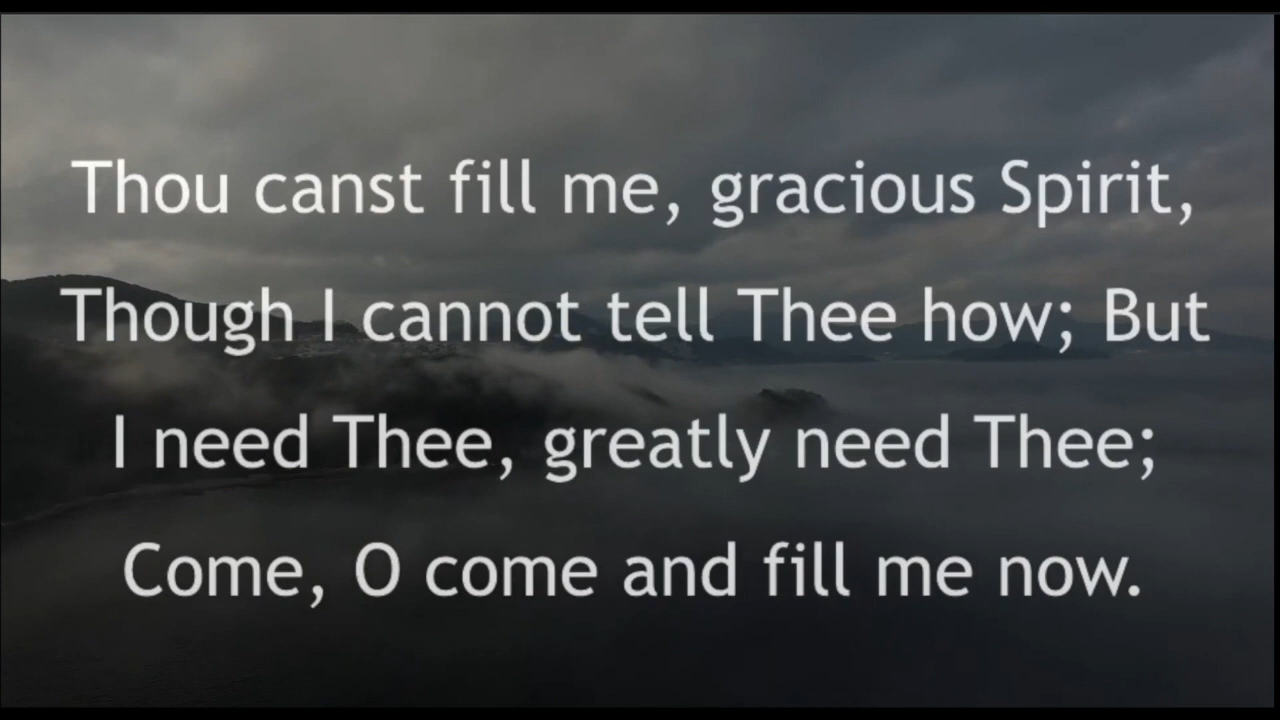 Thou canst fill me, gracious Spirit,
Though I cannot tell Thee how; But
I need Thee, greatly need Thee;
Come, O come and fill me now.